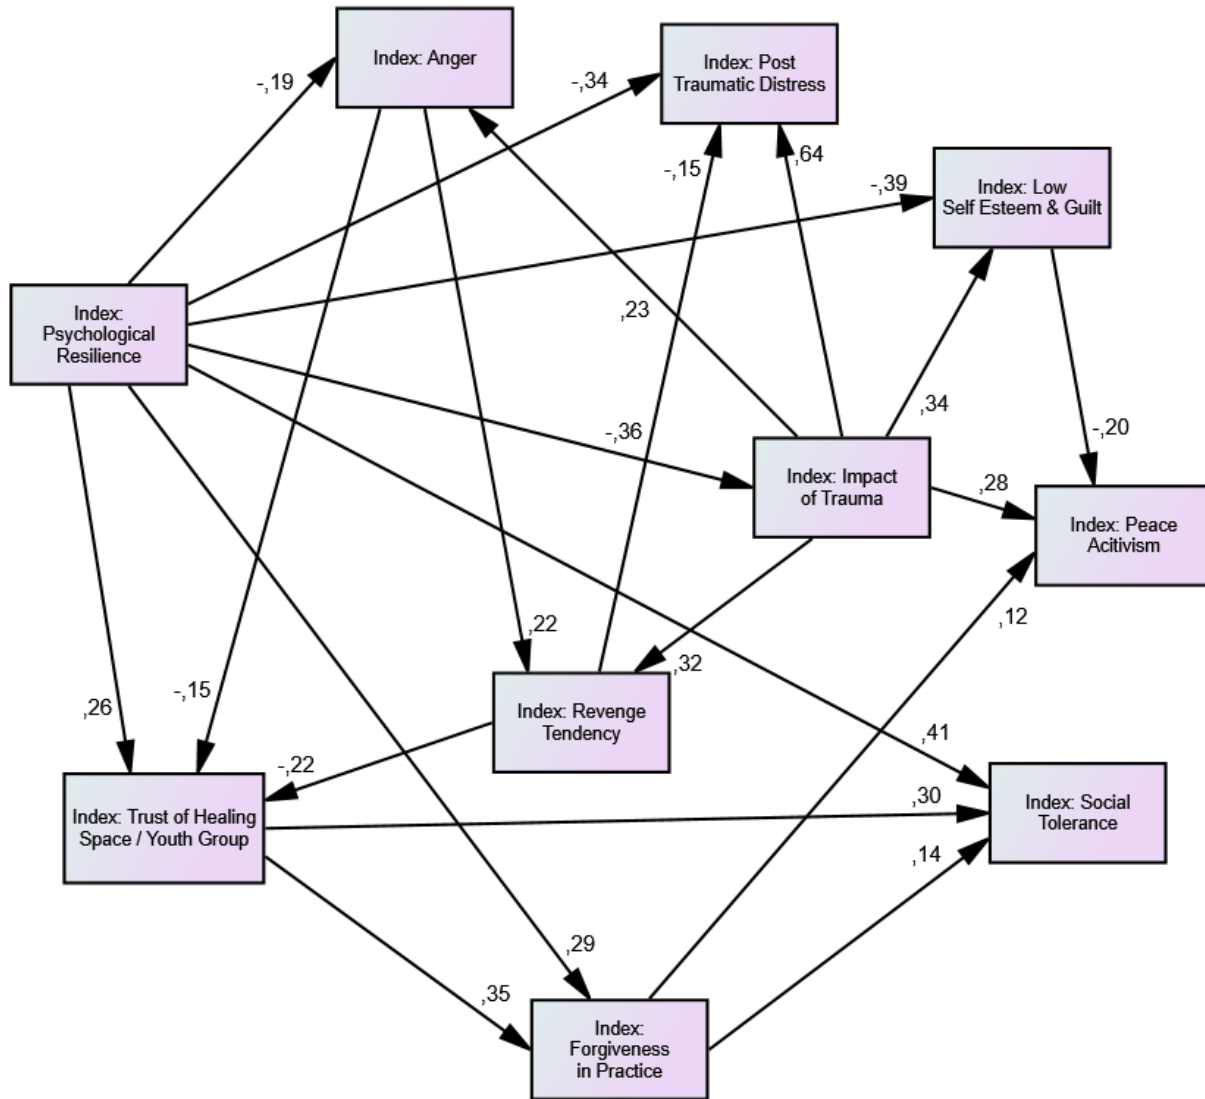 Index: Anger
Index: Post
Traumatic Distress
-,19
-,34
,64
-,15
-,39
Index: Low
Self Esteem & Guilt
Index:
Psychological
Resilience
,23
,34
-,36
-,20
Index: Impact
of Trauma
,28
Index: Peace
Acitivism
,12
,22
,32
-,15
,26
Index: Revenge
Tendency
-,22
,41
,30
Index: Trust of Healing
Space / Youth Group
Index: Social
Tolerance
,14
,29
,35
Index:
Forgiveness
in Practice